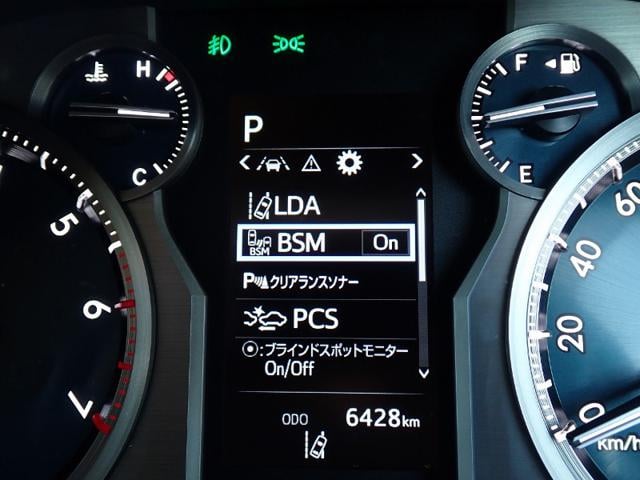 H
C
F
E
P
LDA
BSM
BSM On
P クリアランスソナー
PCS
⦿:ブラインドスポットモニター
On/Off
ODO 6428km
5
6
7
60
40
20
0
km/h